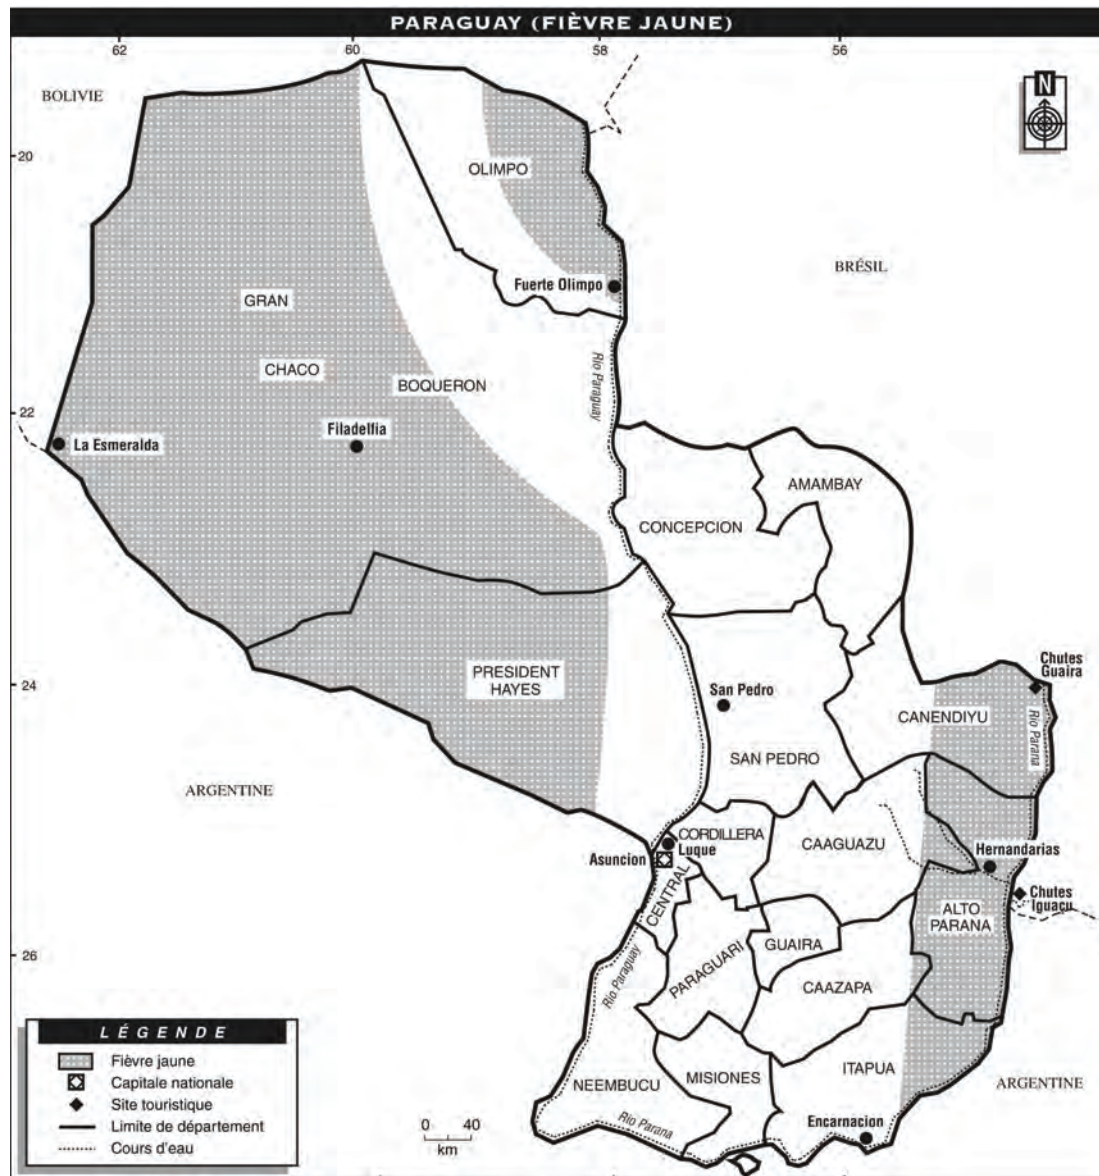 PARAGUAY (FIÈVRE JAUNE)
62
60
58
56
BOLIVIE
N
20
OLIMPO
BRÉSIL
Fuerte Olimpo
GRAN
CHACO
BOQUERON
Rio Paraguay
22
La Esmeralda
Filadelfia
AMAMBAY
CONCEPCION
PRESIDENT
HAYES
Chutes
Guaira
24
San Pedro
CANENDIYU
Rio Parana
SAN PEDRO
ARGENTINE
CORDILLERA
CAAGUAZU
Luque
Asuncion
Hernandarias
CENTRAL
Chutes
Iguaçu
ALTO
PARANA
GUAIRA
26
PARAGUARI
Rio Paraguay
CAAZAPA
LÉGENDE
Fièvre jaune
Capitale nationale
Site touristique
Limite de département
Cours d'eau
NEEMBUCU
MISIONES
ITAPUA
ARGENTINE
Rio Parana
Encarnacion
0 40
km